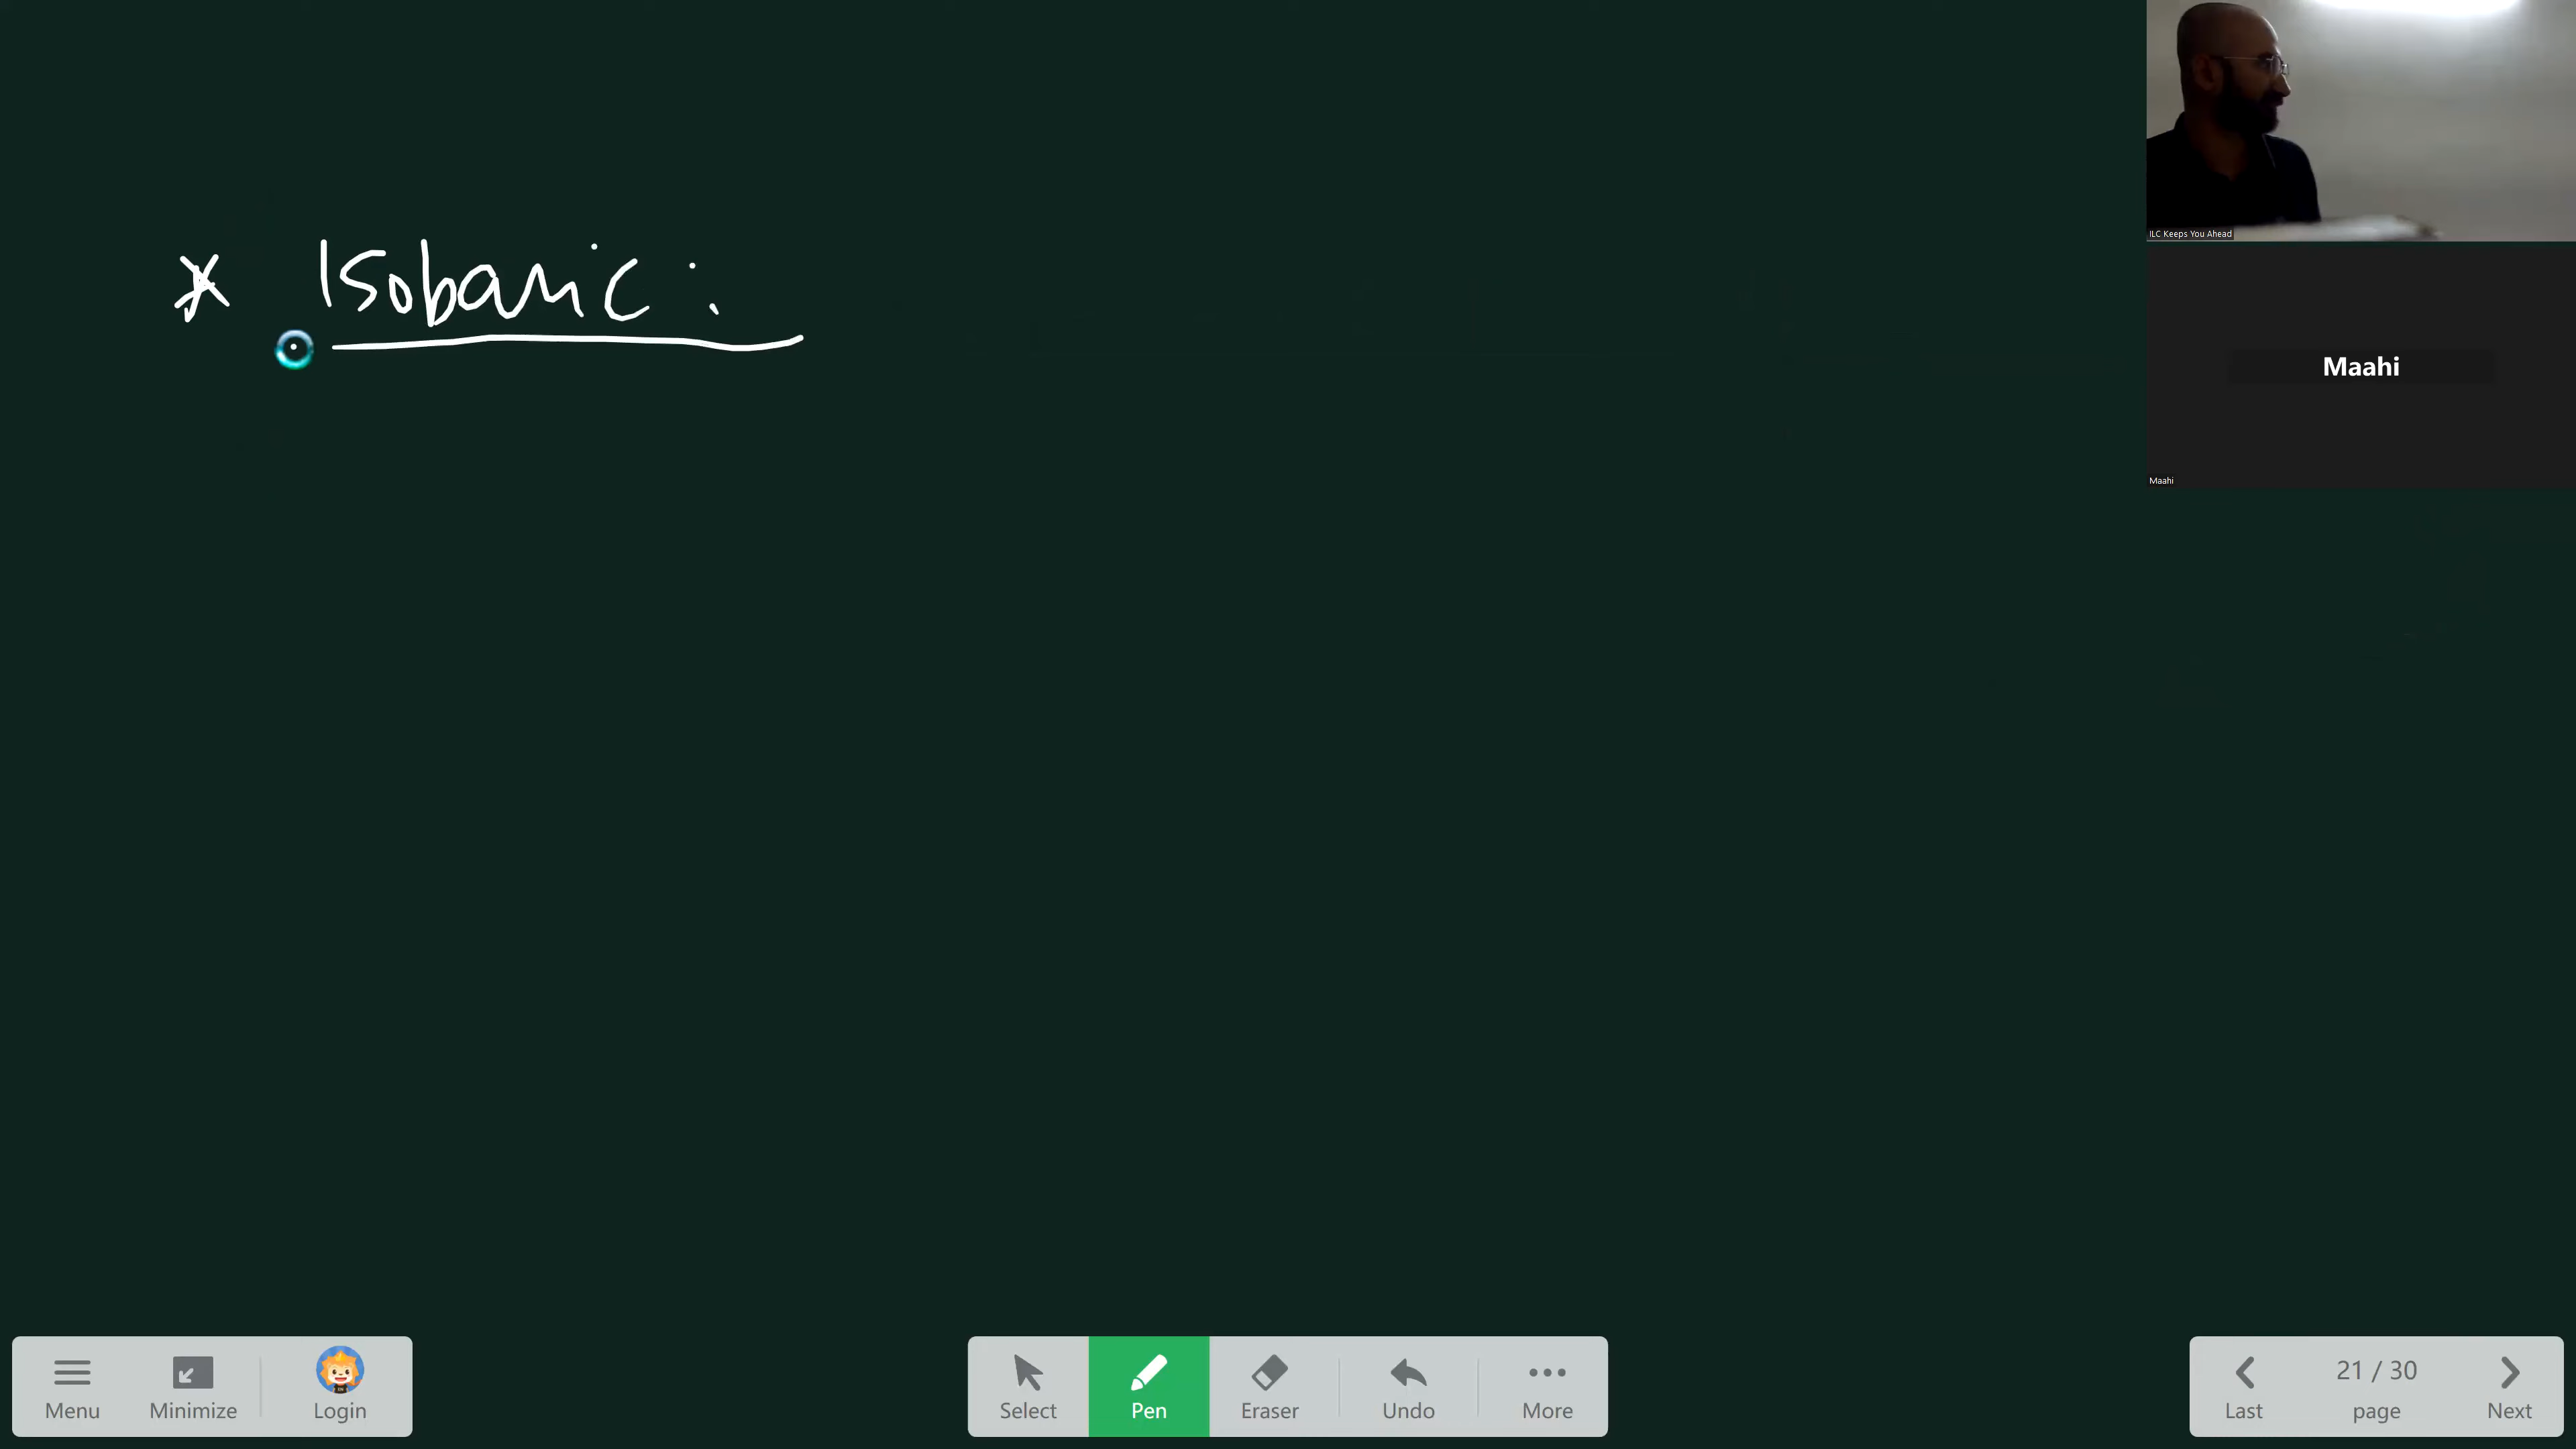 * Isobaric :
ILC Keeps You Ahead
Maahi
Maahi
Menu
Minimize
Login
Select
Pen
Eraser
Undo
More
Last
21 / 30
page
Next